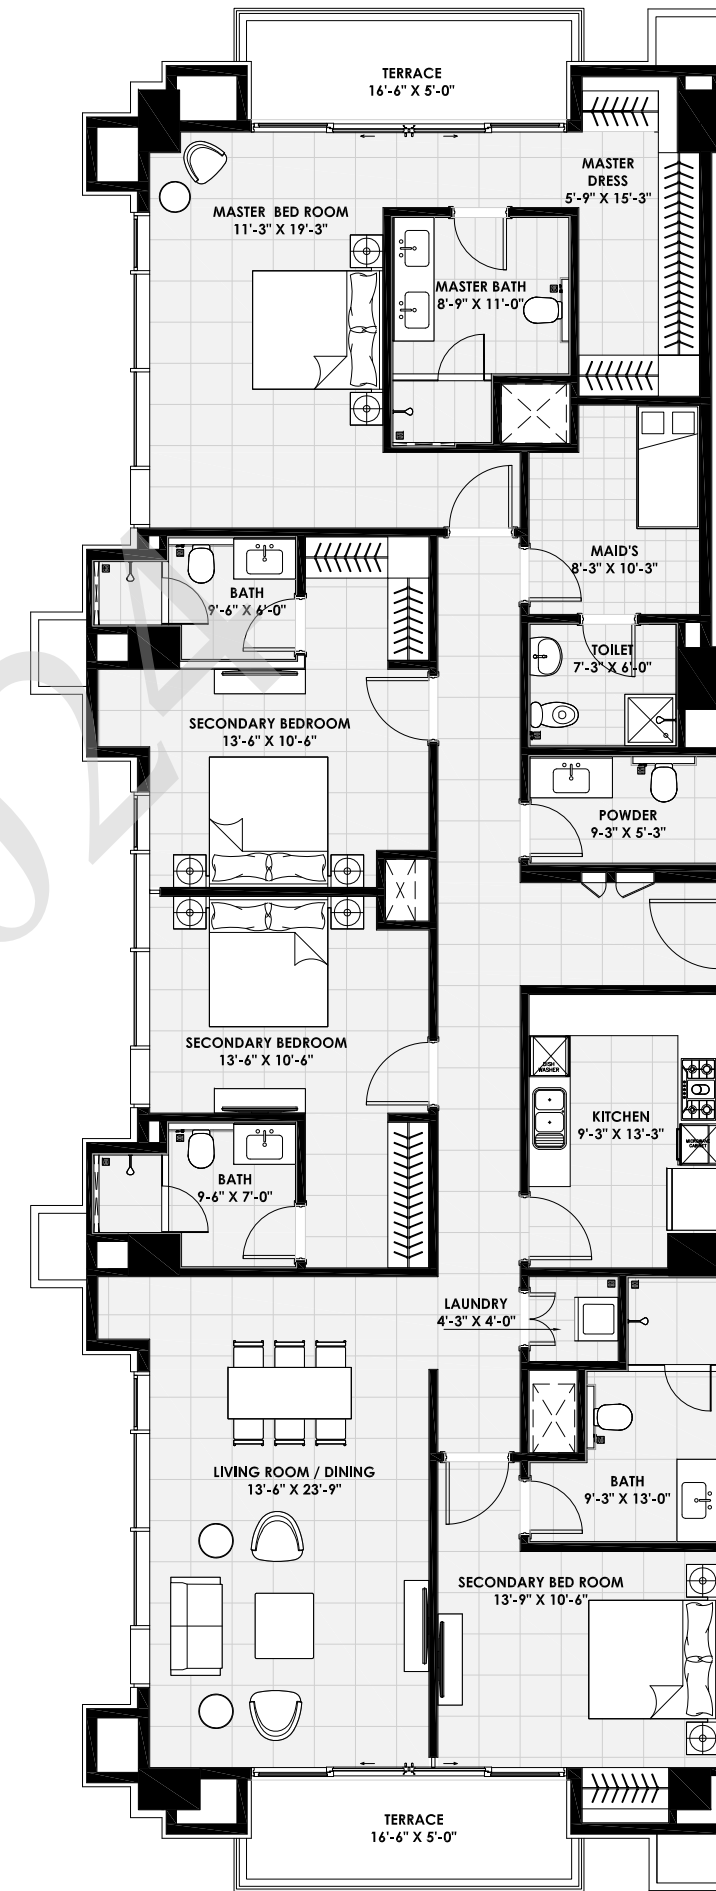 TERRACE
16'-6" X 5'-0"
MASTER
DRESS
5'-9" X 15'-3"
MASTER BED ROOM
11'-3" X 19'-3"
MASTER BATH
8'-9" X 11'-0"
MAID'S
8'-3" X 10'-3"
BATH
9'-6" X 6'-0"
TOILET
7'-3" X 6'-0"
SECONDARY BEDROOM
13'-6" X 10'-6"
POWDER
9-3" X 5'-3"
SECONDARY BEDROOM
13'-6" X 10'-6"
DISH
WASHER
KITCHEN
9'-3" X 13'-3"
MICROWAVE
CABINET
BATH
9-6" X 7'-0"
LAUNDRY
4'-3" X 4'-0"
LIVING ROOM / DINING
13'-6" X 23'-9"
BATH
9'-3" X 13'-0"
SECONDARY BED ROOM
13'-9" X 10'-6"
TERRACE
16'-6" X 5'-0"
024